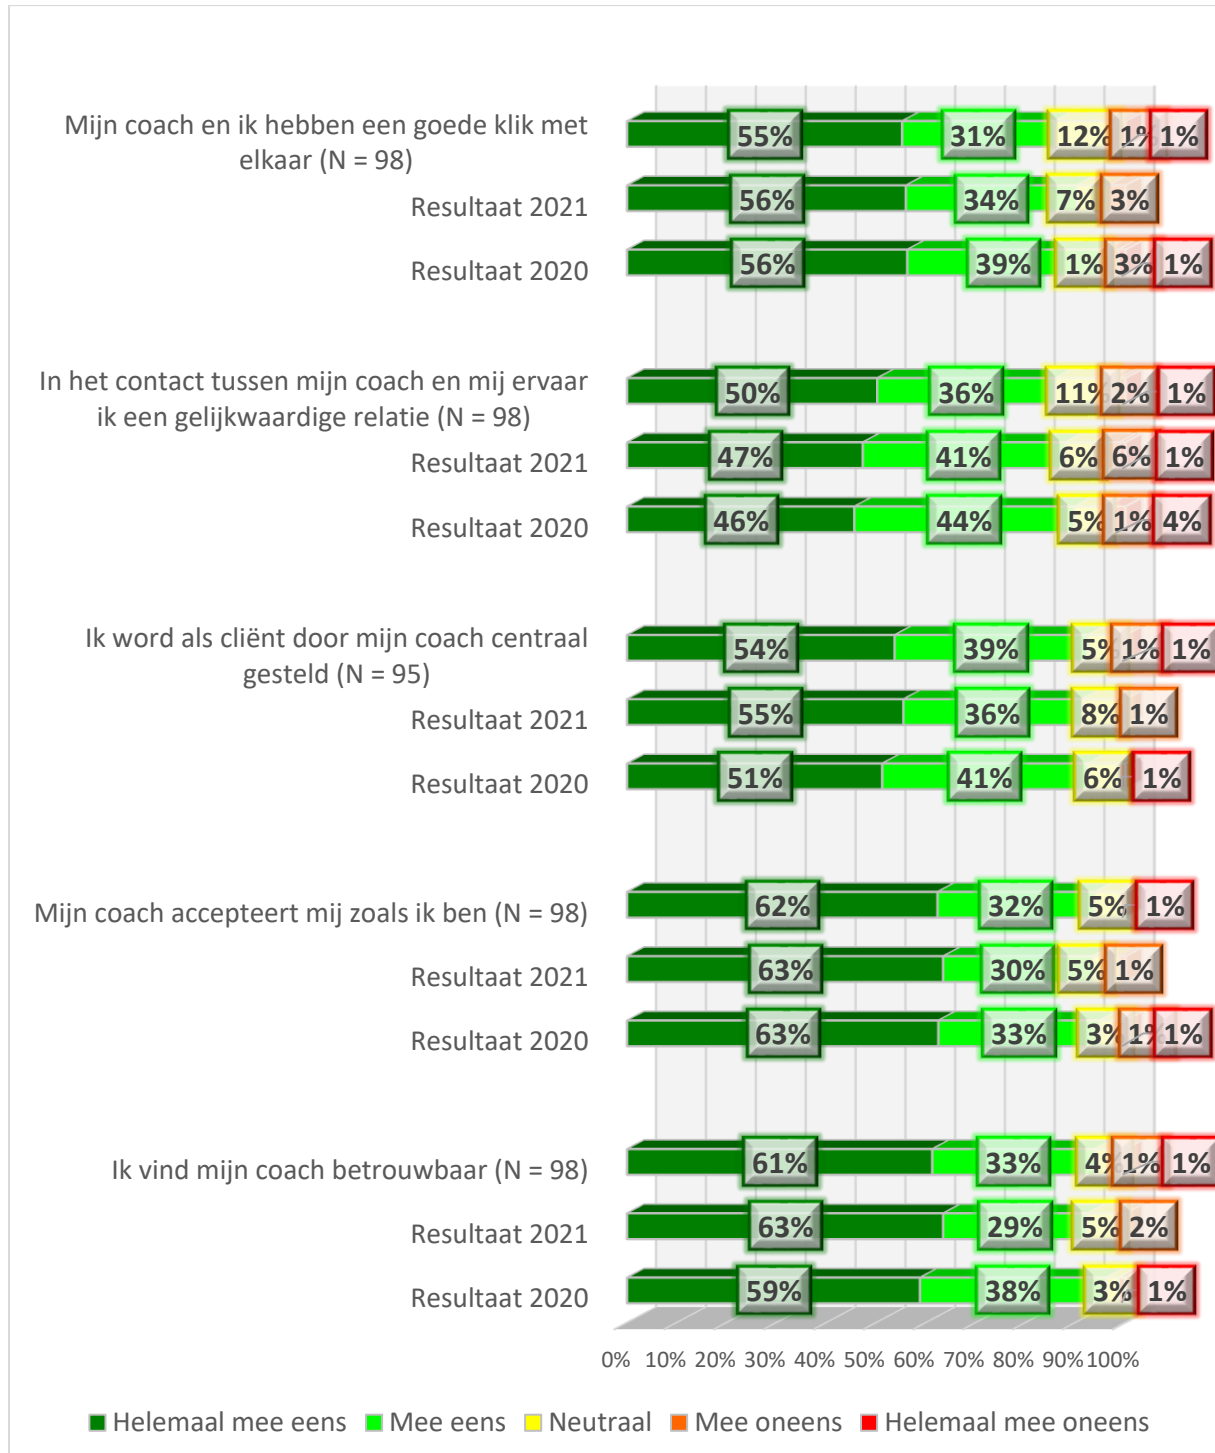 Mijn coach en ik hebben een goede klik met
elkaar (N = 98)
55% 31% 12% 1% 1%
Resultaat 2021
56% 34% 7% 3%
Resultaat 2020
56% 39% 1% 3% 1%
In het contact tussen mijn coach en mij ervaar
ik een gelijkwaardige relatie (N = 98)
50% 36% 11% 2% 1%
Resultaat 2021
47% 41% 6% 6% 1%
Resultaat 2020
46% 44% 5% 1% 4%
Ik word als cliënt door mijn coach centraal
gesteld (N = 95)
54% 39% 5% 1% 1%
Resultaat 2021
55% 36% 8% 1%
Resultaat 2020
51% 41% 6% 1%
Mijn coach accepteert mij zoals ik ben (N = 98)
62% 32% 5% 1%
Resultaat 2021
63% 30% 5% 1%
Resultaat 2020
63% 33% 3% 1% 1%
Ik vind mijn coach betrouwbaar (N = 98)
61% 33% 4% 1% 1%
Resultaat 2021
63% 29% 5% 2%
Resultaat 2020
59% 38% 3% 1%
0% 10% 20% 30% 40% 50% 60% 70% 80% 90% 100%
Helemaal mee eens Mee eens Neutraal Mee oneens Helemaal mee oneens